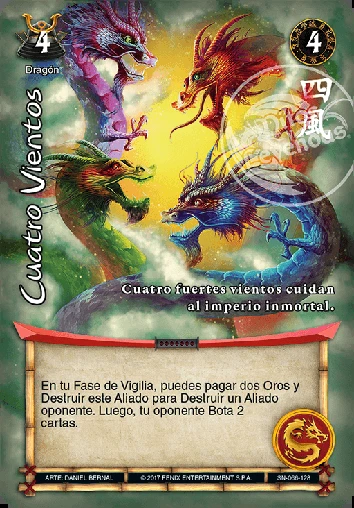 4
Dragón
4
四風
Cuatro Vientos
Cuatro fuertes vientos cuidan
al imperio inmortal.
En tu Fase de Vigilia, puedes pagar dos Oros y
Destruir este Aliado para Destruir un Aliado
oponente. Luego, tu oponente Bota 2
cartas.
ARTE: DANIEL BERNAL
© 2017 FENIX ENTERTAINMENT S.P.A.